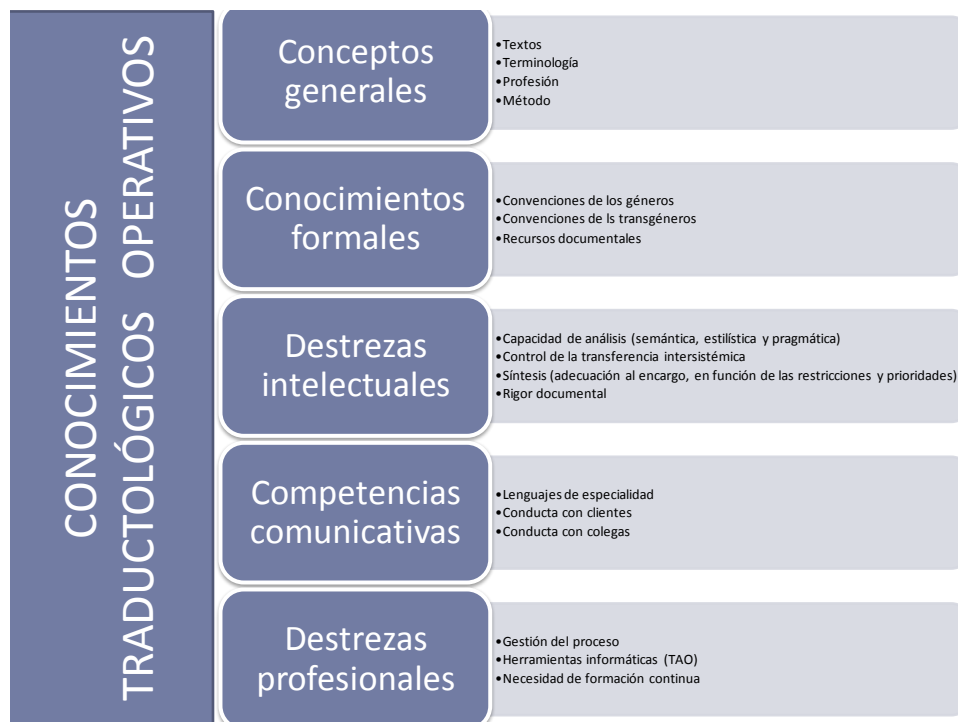 CONOCIMIENTOS
TRADUCTOLÓGICOS OPERATIVOS
Conceptos
generales
•Textos
•Terminología
•Profesión
•Método
Conocimientos
formales
•Convenciones de los géneros
•Convenciones de ls transgéneros
•Recursos documentales
Destrezas
intelectuales
•Capacidad de análisis (semántica, estilística y pragmática)
•Control de la transferencia intersistémica
•Síntesis (adecuación al encargo, en función de las restricciones y prioridades)
•Rigor documental
Competencias
comunicativas
•Lenguajes de especialidad
•Conducta con clientes
•Conducta con colegas
Destrezas
profesionales
•Gestión del proceso
•Herramientas informáticas (TAO)
•Necesidad de formación continua